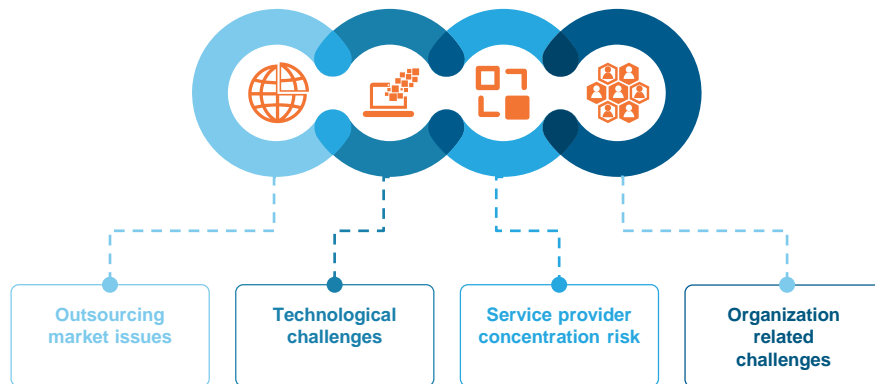 Outsourcing
market issues
Technological
challenges
Service provider
concentration risk
Organization
related
challenges